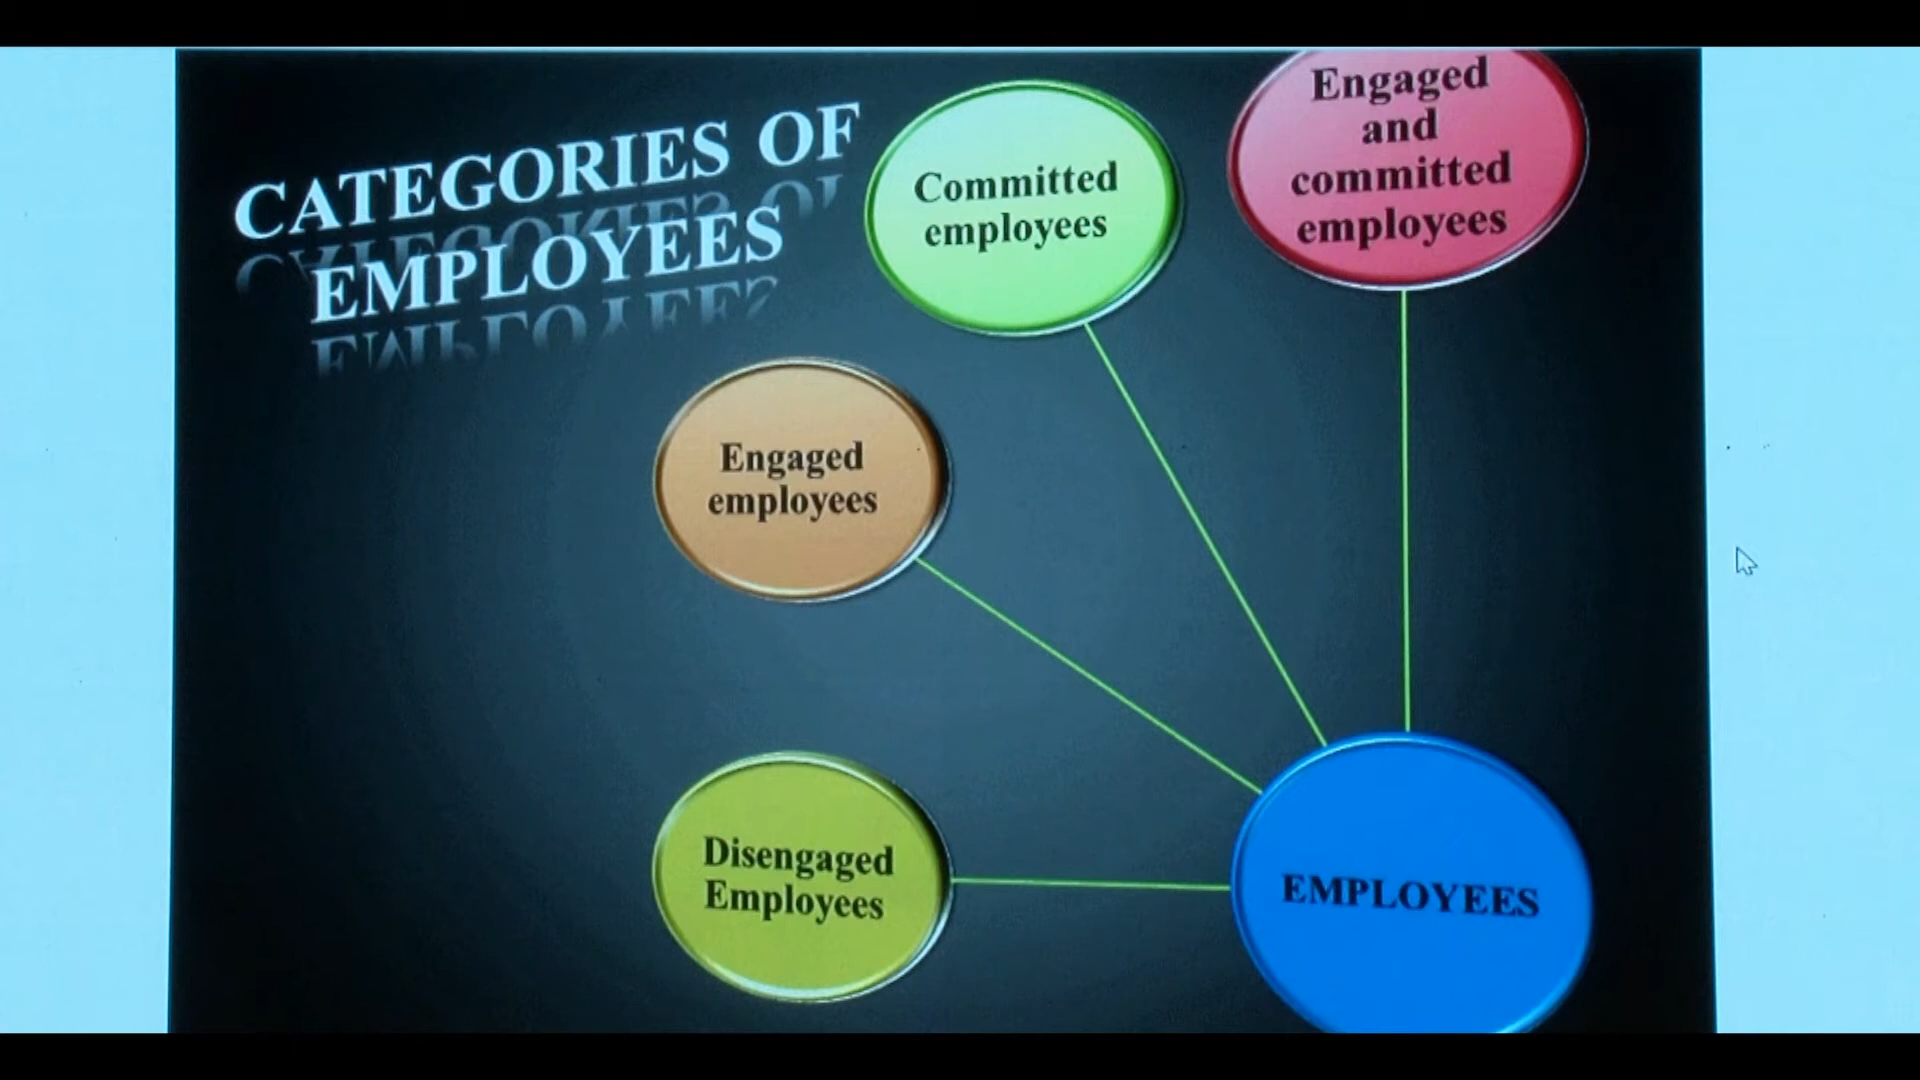 CATEGORIES OF
EMPLOYEES
Committed
employees
Engaged
and
committed
employees
Engaged
employees
Disengaged
Employees
EMPLOYEES